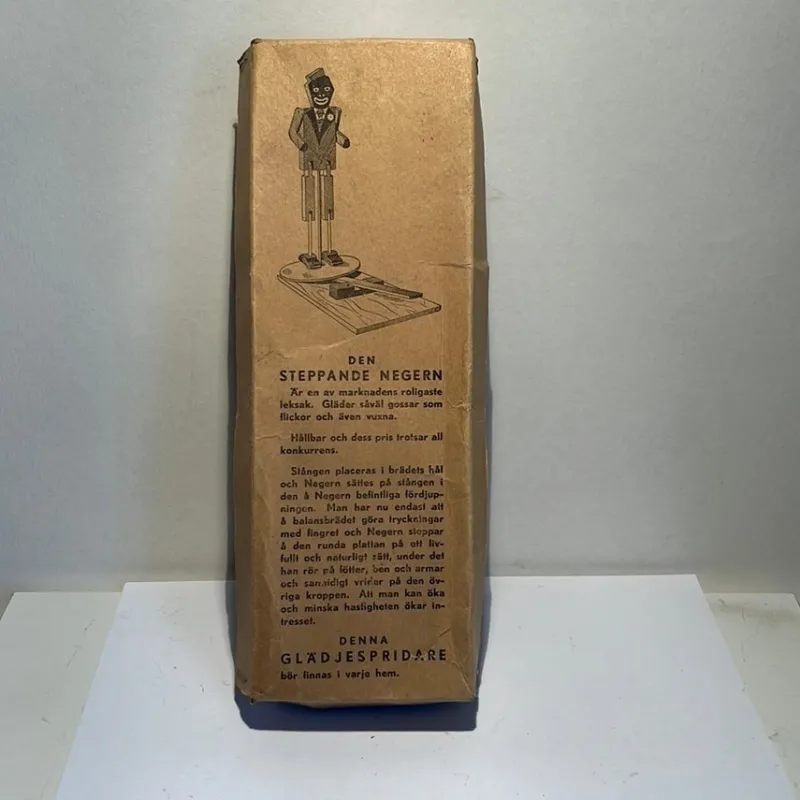 DEN
STEPPANDE NEGERN
Är en av marknadens roligaste
leksak. Gläder såväl gossar som
flickor och även vuxna.
Hållbar och dess pris trotsar all
konkurrens.
Stången placeras i brädets hål
och Negern sättes på stången i
den å Negern befintliga fördjup-
ningen. Man har nu endast att
å balansbrädet göra tryckningar
med fingret och Negern steppar
å den runda plattan på ett liv-
fullt och naturligt sätt, under det
han rör på fötter, ben och armar
och samtidigt vrider på den öv-
riga kroppen. Att man kan öka
och minska hastigheten ökar in-
tresset.
DENNA
GLÄDJESPRIDARE
bör finnas i varje hem.